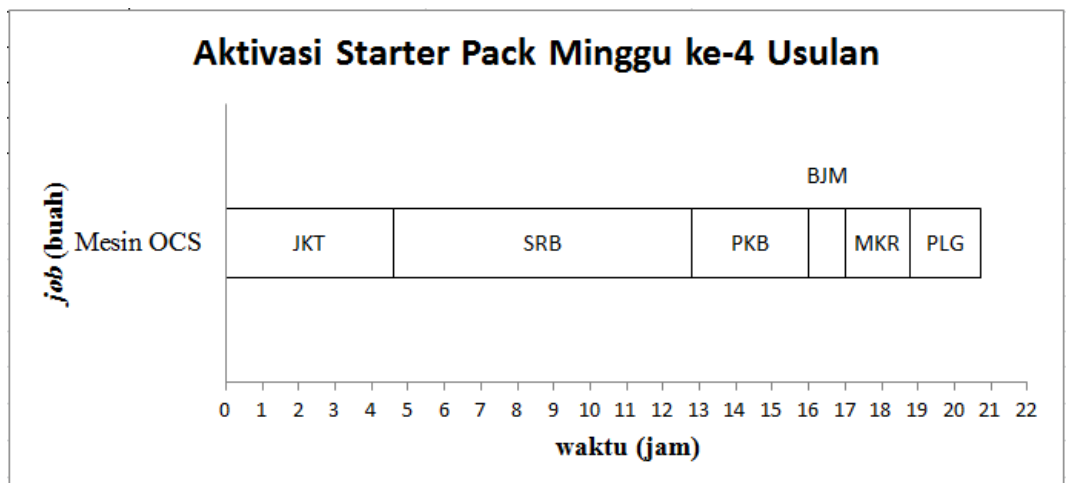 Aktivasi Starter Pack Minggu ke-4 Usulan
job (buah)
Mesin OCS
BJM
JKT SRB PKB MKR PLG
0 1 2 3 4 5 6 7 8 9 10 11 12 13 14 15 16 17 18 19 20 21 22
waktu (jam)